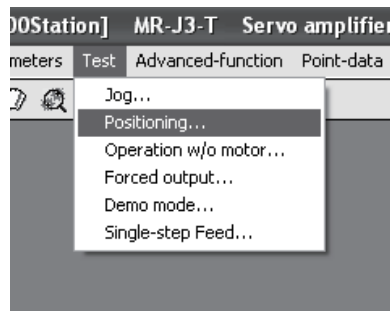 00Station] MR-J3-T Servo amplifier
meters Test Advanced-function Point-data
Jog...
Positioning...
Operation w/o motor...
Forced output...
Demo mode...
Single-step Feed...